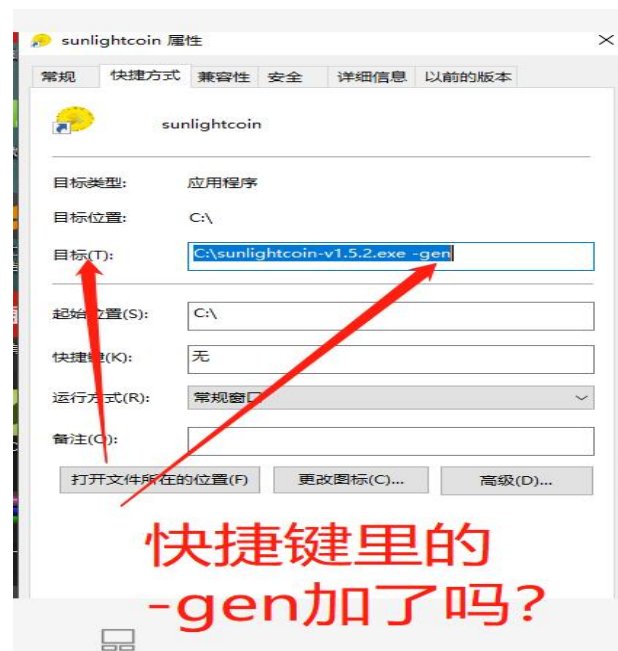 sunlightcoin 属性
常规 快捷方式 兼容性 安全 详细信息 以前的版本
sunlightcoin
目标类型: 应用程序
目标位置: C:\
目标(T): C:\sunlightcoin-v1.5.2.exe -gen
起始位置(S): C:\
快捷键(K): 无
运行方式(R): 常规窗口
备注(O):
打开文件所在的位置(F) 更改图标(C)... 高级(D)...
快捷键里的
-gen加了吗?